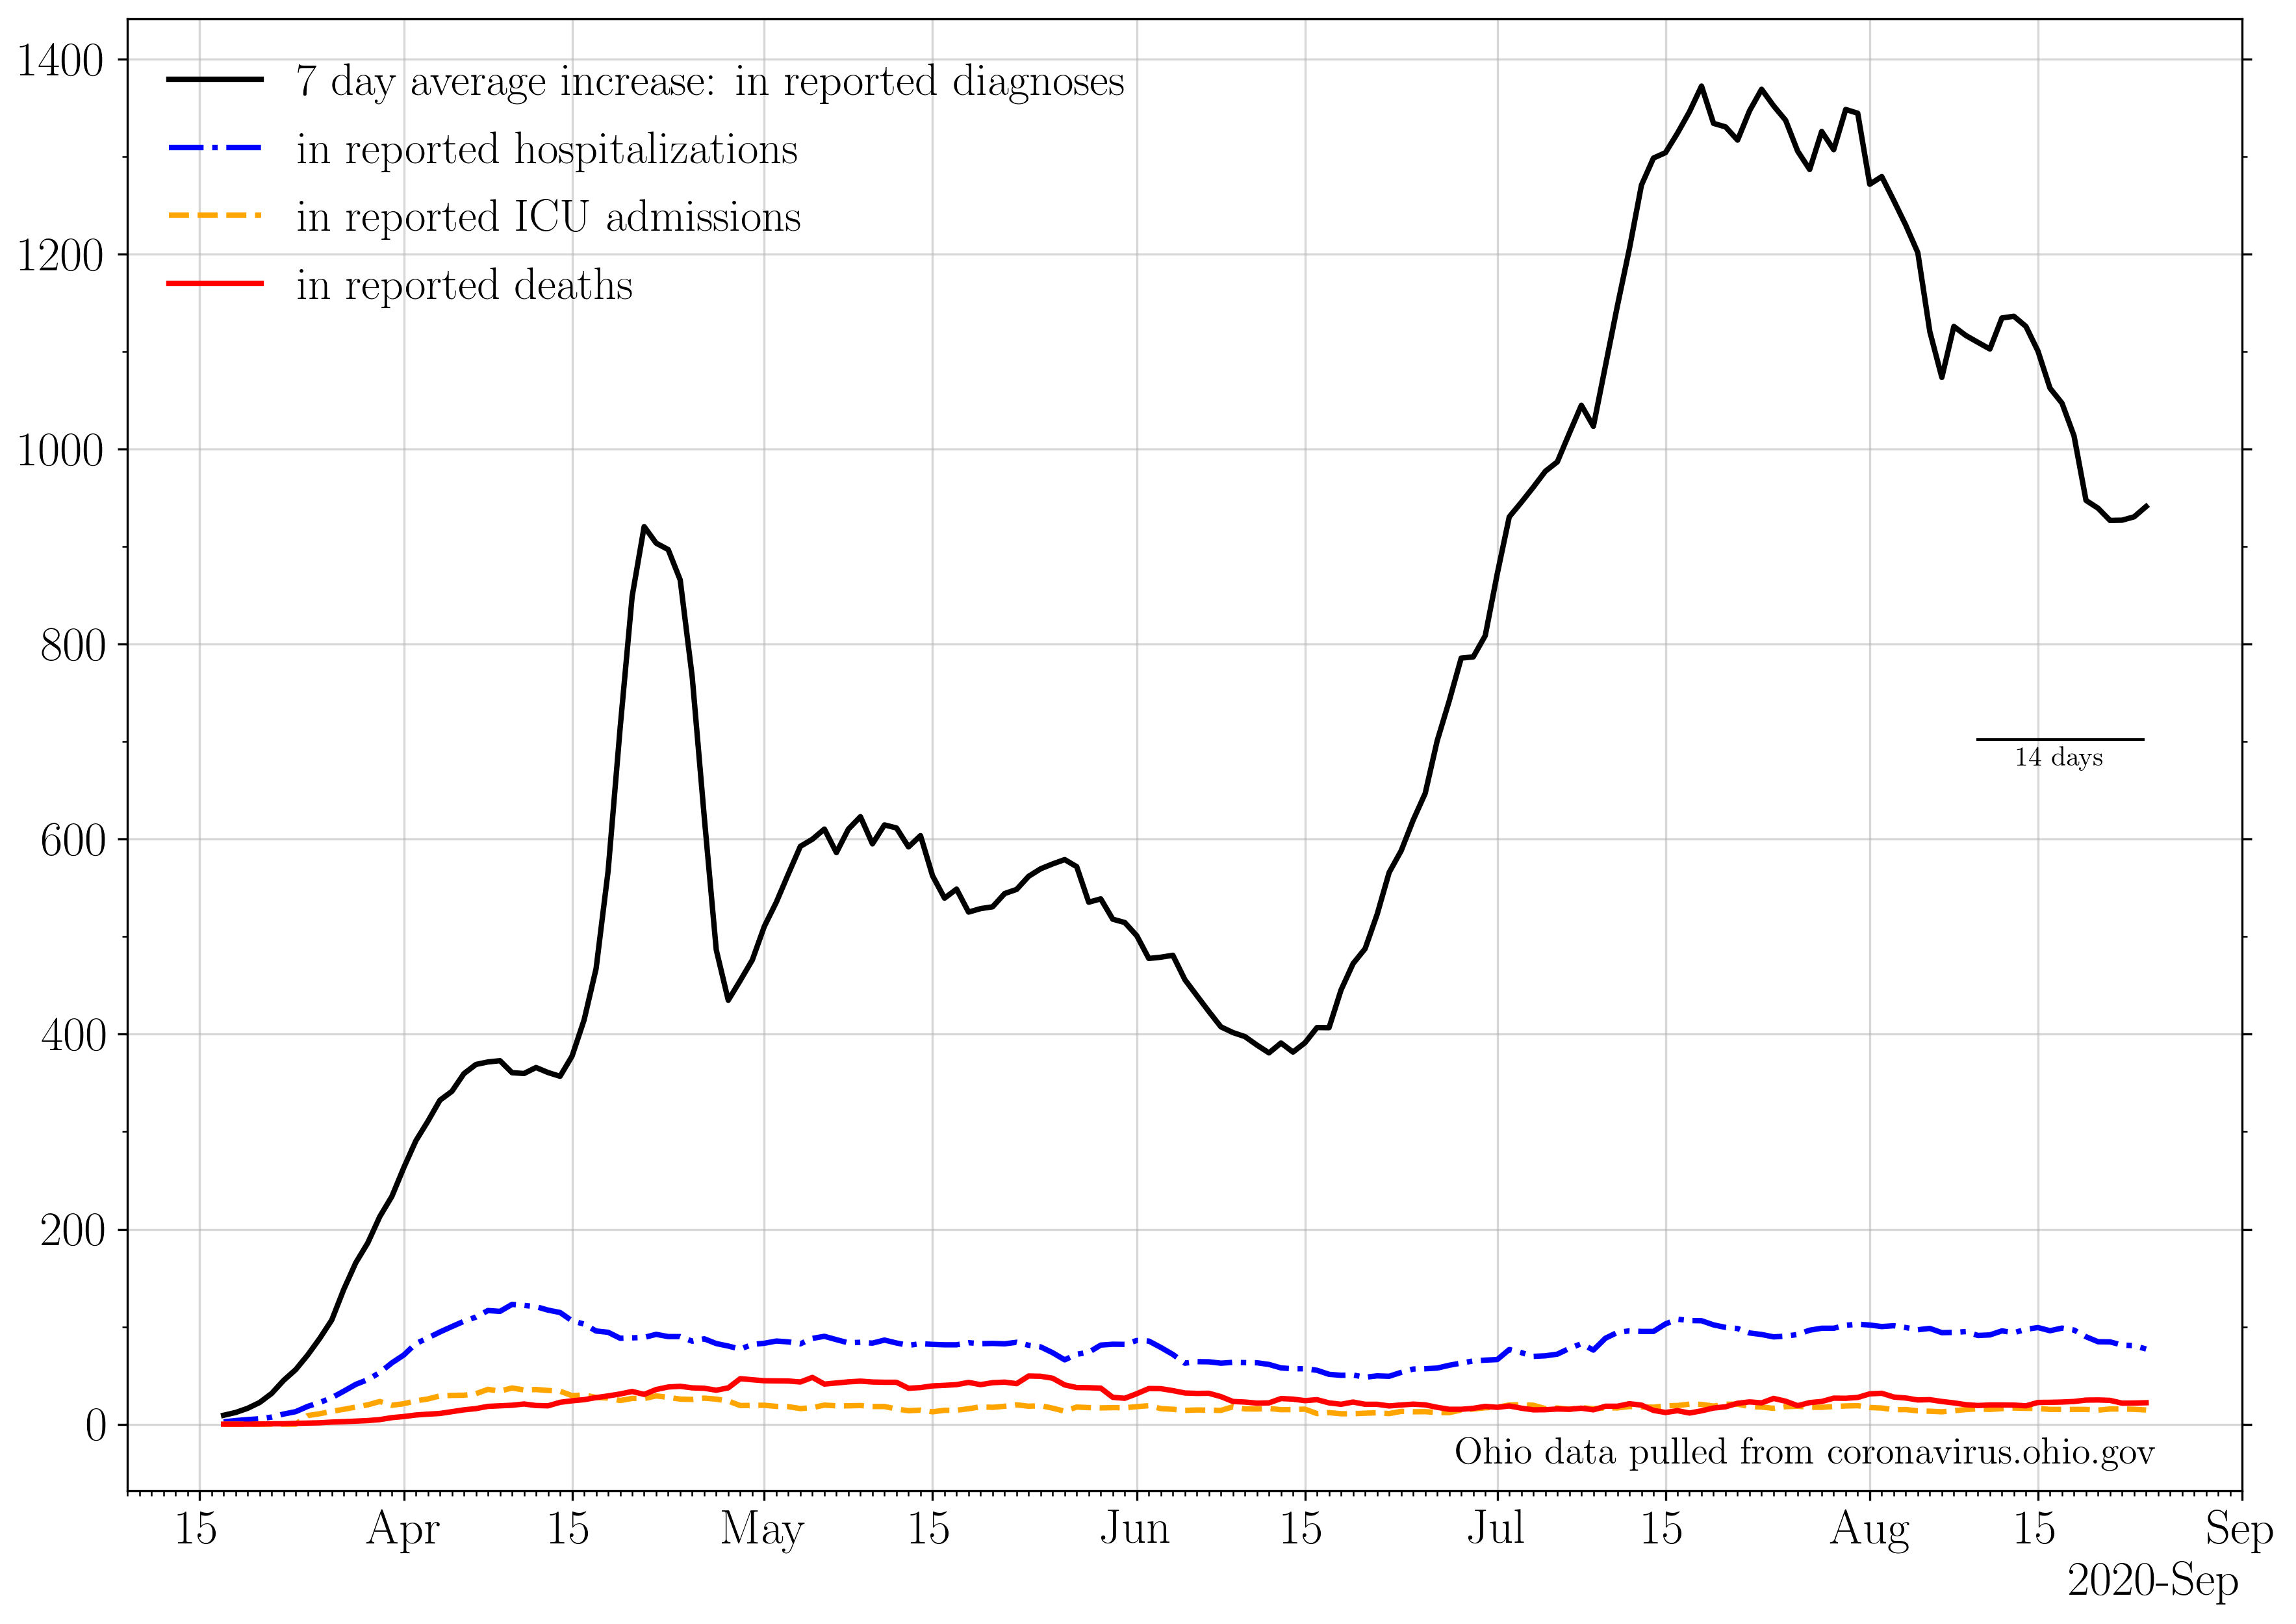 1400
1200
1000
800
600
400
200
0
7 day average increase: in reported diagnoses
in reported hospitalizations
in reported ICU admissions
in reported deaths
14 days
Ohio data pulled from coronavirus.ohio.gov
15 Apr 15 May 15 Jun 15 Jul 15 Aug 15 Sep
2020-Sep